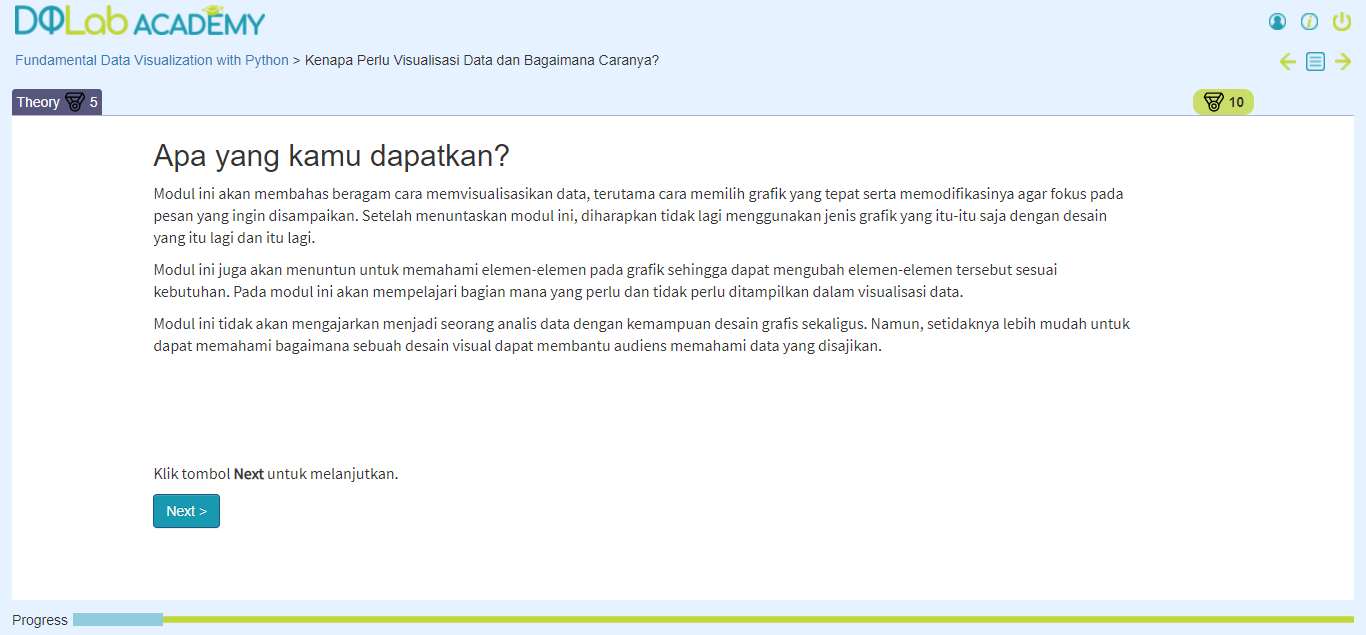 DQLab ACADEMY
Fundamental Data Visualization with Python > Kenapa Perlu Visualisasi Data dan Bagaimana Caranya?
Theory 5
10
Apa yang kamu dapatkan?
Modul ini akan membahas beragam cara memvisualisasikan data, terutama cara memilih grafik yang tepat serta memodifikasinya agar fokus pada
pesan yang ingin disampaikan. Setelah menuntaskan modul ini, diharapkan tidak lagi menggunakan jenis grafik yang itu-itu saja dengan desain
yang itu lagi dan itu lagi.
Modul ini juga akan menuntun untuk memahami elemen-elemen pada grafik sehingga dapat mengubah elemen-elemen tersebut sesuai
kebutuhan. Pada modul ini akan mempelajari bagian mana yang perlu dan tidak perlu ditampilkan dalam visualisasi data.
Modul ini tidak akan mengajarkan menjadi seorang analis data dengan kemampuan desain grafis sekaligus. Namun, setidaknya lebih mudah untuk
dapat memahami bagaimana sebuah desain visual dapat membantu audiens memahami data yang disajikan.
Klik tombol Next untuk melanjutkan.
Next >
Progress